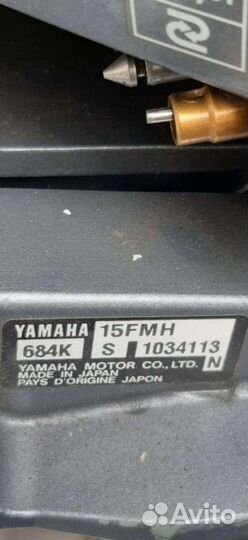 YAMAHA 15FMH
684K S 1034113
YAMAHA MOTOR CO., LTD. N
MADE IN JAPAN
PAYS D'ORIGINE JAPON
Avito